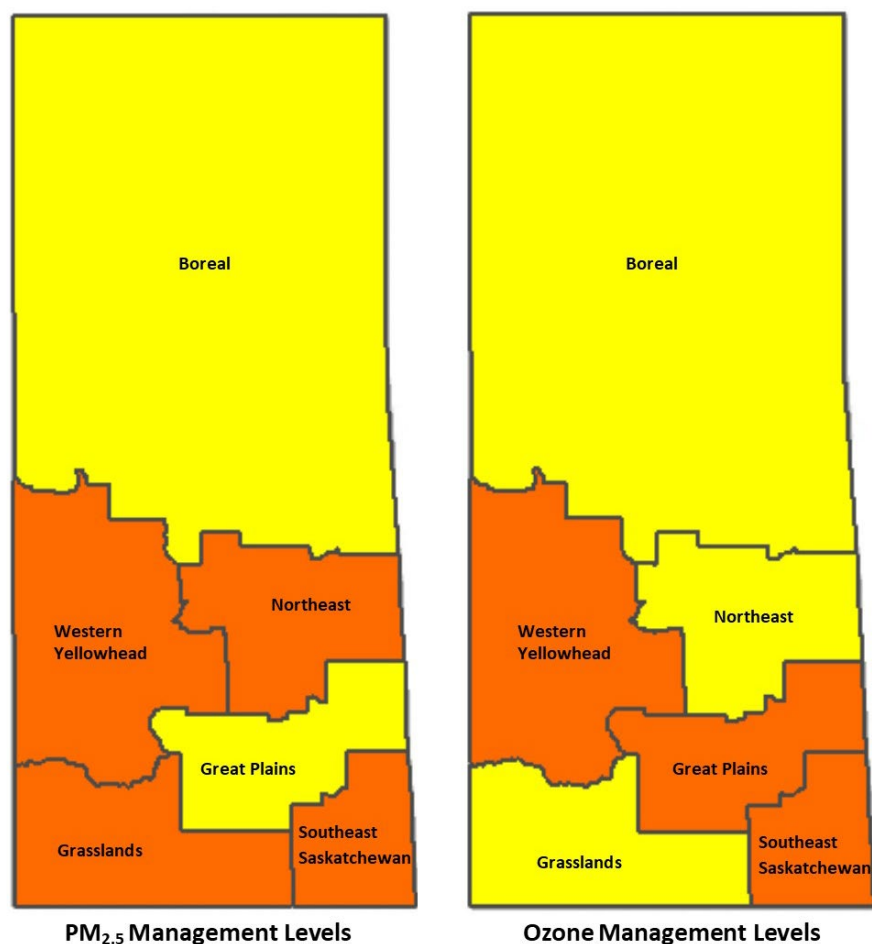 Boreal
Northeast
Western
Yellowhead
Great Plains
Southeast
Saskatchewan
Grasslands
PM₂.₅ Management Levels
Boreal
Northeast
Western
Yellowhead
Great Plains
Southeast
Saskatchewan
Grasslands
Ozone Management Levels